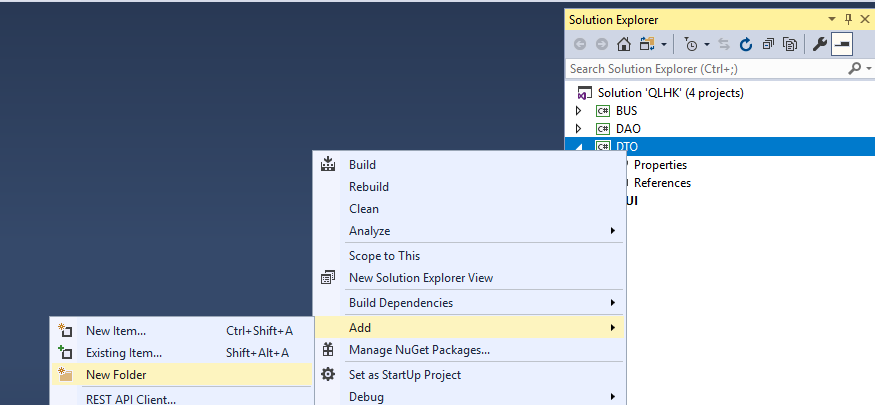 Solution Explorer
Search Solution Explorer (Ctrl+;)
Solution 'QLHK' (4 projects)
C# BUS
C# DAO
C# DTO
Properties
References
UI
Build
Rebuild
Clean
Analyze
Scope to This
New Solution Explorer View
Build Dependencies
Add
Manage NuGet Packages...
Set as StartUp Project
Debug
New Item... Ctrl+Shift+A
Existing Item... Shift+Alt+A
New Folder
REST API Client...